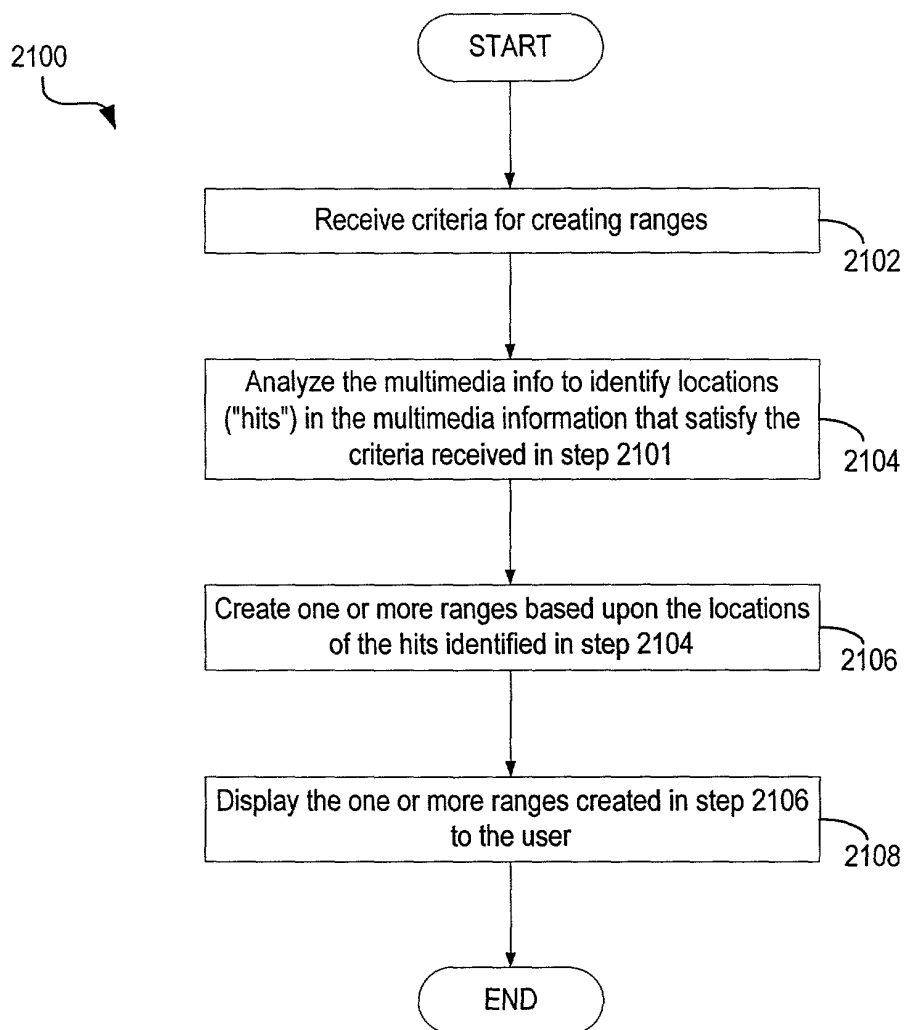 START
2100
Receive criteria for creating ranges
2102
Analyze the multimedia info to identify locations
("hits") in the multimedia information that satisfy the
criteria received in step 2101
2104
Create one or more ranges based upon the locations
of the hits identified in step 2104
2106
Display the one or more ranges created in step 2106
to the user
2108
END